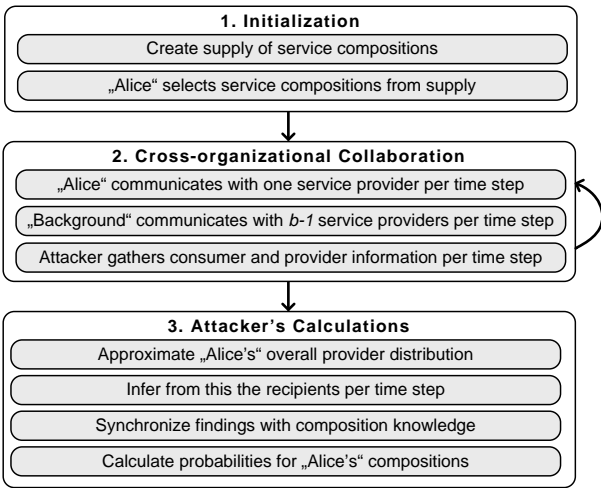 1. Initialization
Create supply of service compositions
„Alice“ selects service compositions from supply
2. Cross-organizational Collaboration
„Alice“ communicates with one service provider per time step
„Background“ communicates with b-1 service providers per time step
Attacker gathers consumer and provider information per time step
3. Attacker’s Calculations
Approximate „Alice’s“ overall provider distribution
Infer from this the recipients per time step
Synchronize findings with composition knowledge
Calculate probabilities for „Alice’s“ compositions